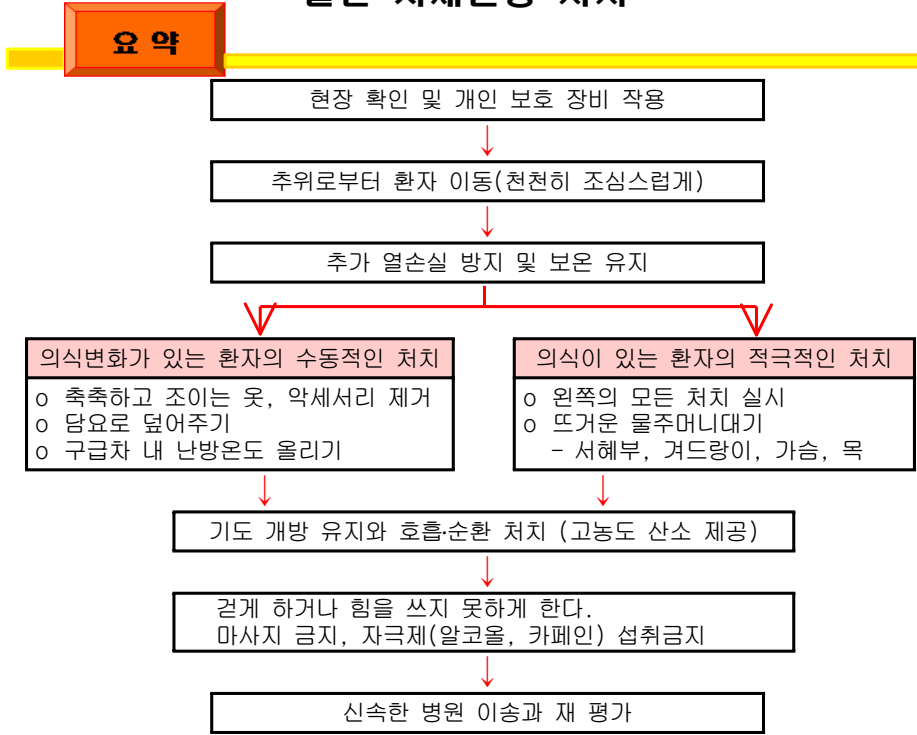 요 약
현장 확인 및 개인 보호 장비 작용
추위로부터 환자 이동(천천히 조심스럽게)
추가 열손실 방지 및 보온 유지
의식변화가 있는 환자의 수동적인 처치
o 축축하고 조이는 옷, 악세서리 제거
o 담요로 덮어주기
o 구급차 내 난방온도 올리기
의식이 있는 환자의 적극적인 처치
o 왼쪽의 모든 처치 실시
o 뜨거운 물주머니대기
- 서혜부, 겨드랑이, 가슴, 목
기도 개방 유지와 호흡·순환 처치 (고농도 산소 제공)
걷게 하거나 힘을 쓰지 못하게 한다.
마사지 금지, 자극제(알코올, 카페인) 섭취금지
신속한 병원 이송과 재 평가